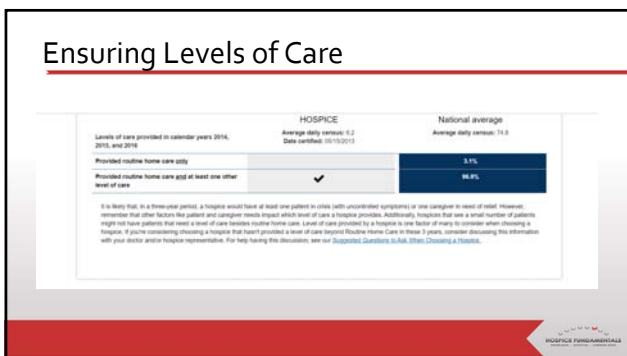 Ensuring Levels of Care
HOSPICE
National average
Levels of care provided in calendar years 2014,
2015, and 2016
Average daily census: 6.2
Date certified: 05/15/2013
Average daily census: 74.8
Provided routine home care only
3.1%
Provided routine home care and at least one other
level of care
✔
96.9%
It is likely that, in a three-year period, a hospice would have at least one patient in crisis (with uncontrolled symptoms) or one caregiver in need of relief. However,
remember that other factors like patient and caregiver needs impact which level of care a hospice provides. Additionally, hospices that see a small number of patients
might not have patients that need a level of care besides routine home care. Level of care provided by a hospice is one factor of many to consider when choosing a
hospice. If you're considering choosing a hospice that hasn't provided a level of care beyond Routine Home Care in these 3 years, consider discussing this information
with your doctor and/or hospice representative. For help having this discussion, see our Suggested Questions to Ask When Choosing a Hospice.
HOSPICE FUNDAMENTALS